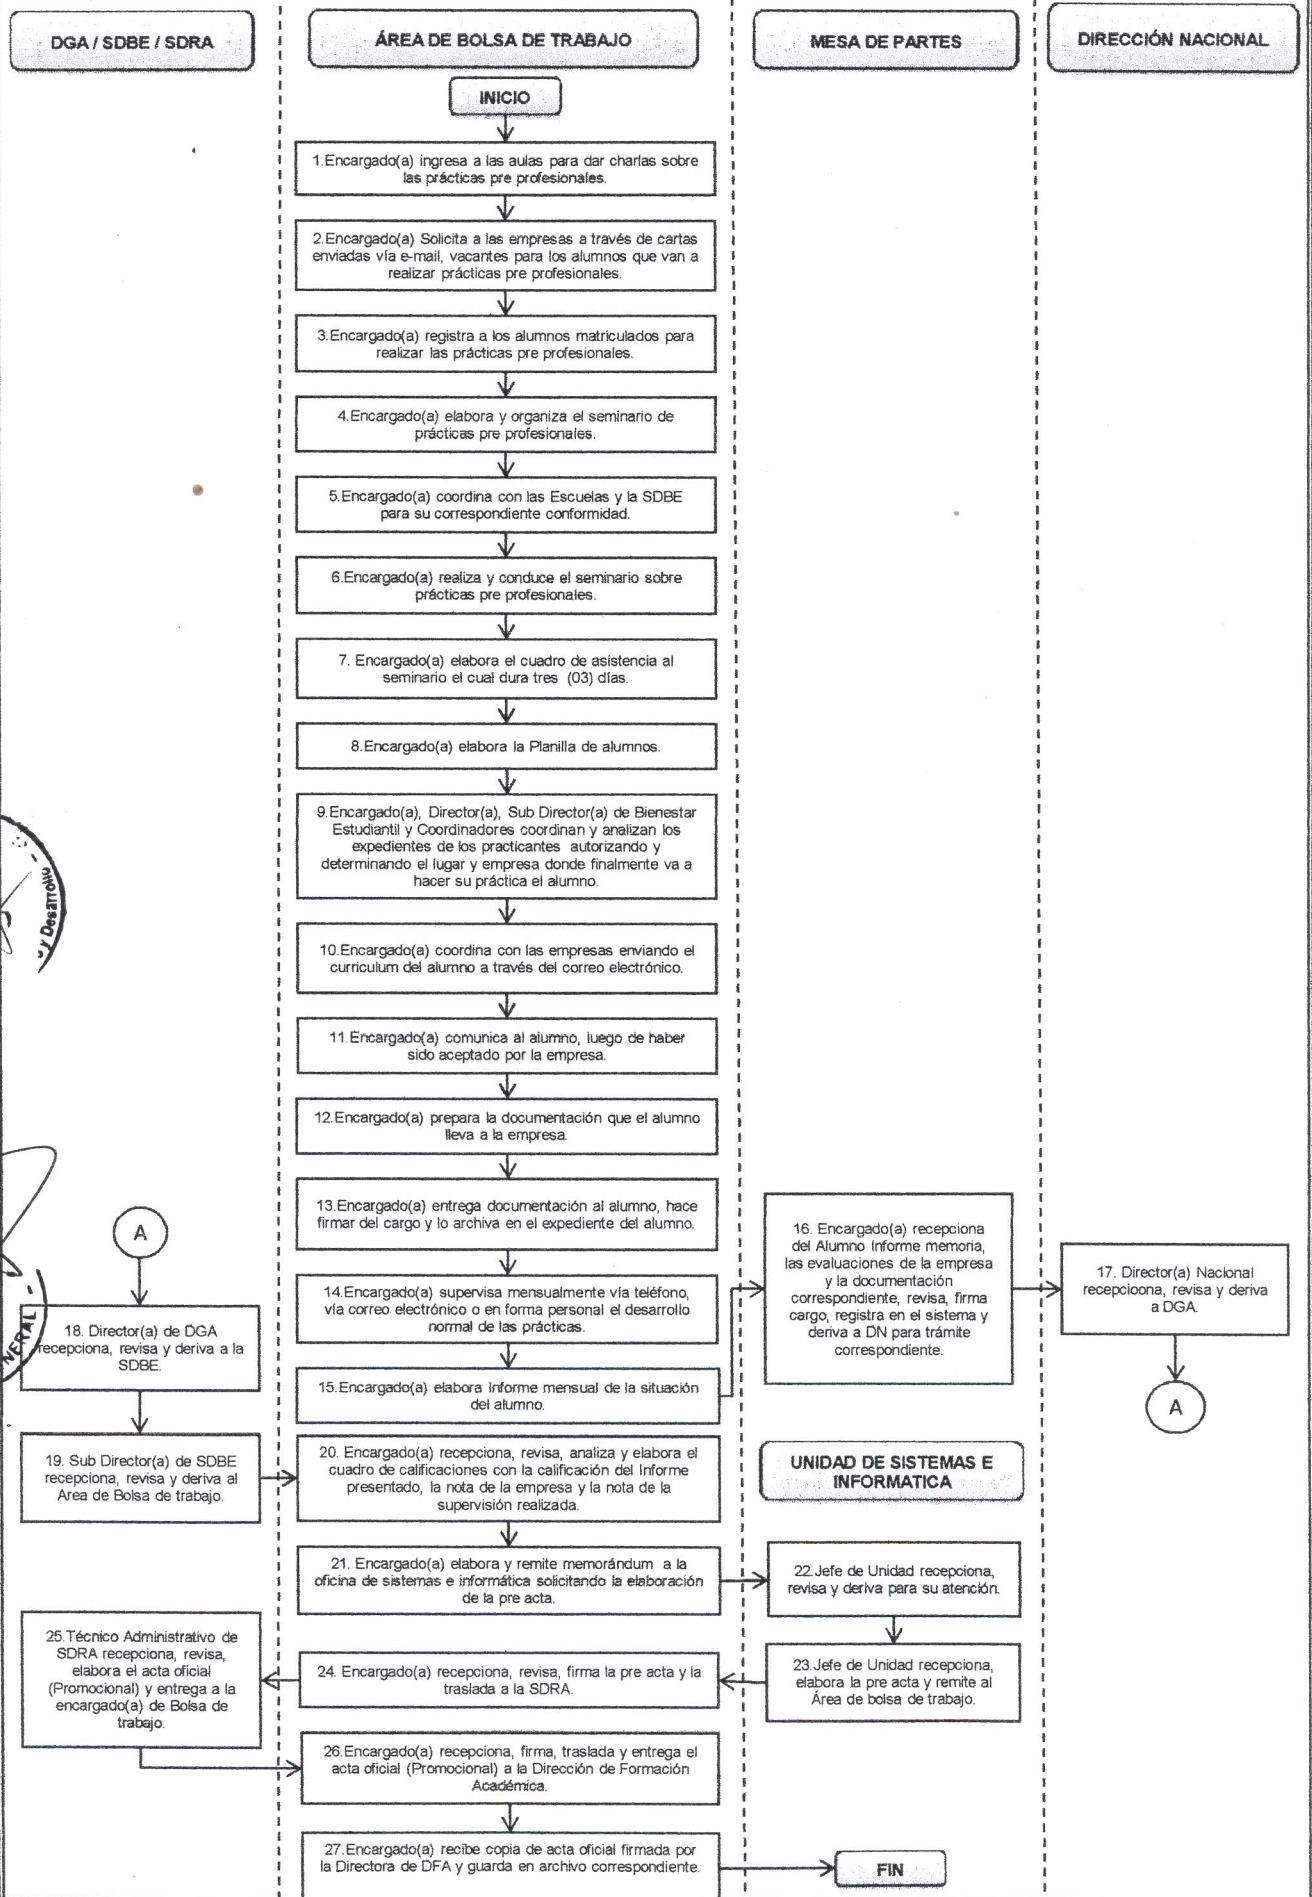 DGA / SDBE / SDRA
ÁREA DE BOLSA DE TRABAJO
MESA DE PARTES
DIRECCIÓN NACIONAL
INICIO
1.Encargado(a) ingresa a las aulas para dar charlas sobre
las prácticas pre profesionales.
2.Encargado(a) Solicita a las empresas a través de cartas
enviadas vía e-mail, vacantes para los alumnos que van a
realizar prácticas pre profesionales.
3.Encargado(a) registra a los alumnos matriculados para
realizar las prácticas pre profesionales.
4.Encargado(a) elabora y organiza el seminario de
prácticas pre profesionales.
5.Encargado(a) coordina con las Escuelas y la SDBE
para su correspondiente conformidad.
6.Encargado(a) realiza y conduce el seminario sobre
prácticas pre profesionales.
7. Encargado(a) elabora el cuadro de asistencia al
seminario el cual dura tres (03) días.
8.Encargado(a) elabora la Planilla de alumnos.
9.Encargado(a), Director(a), Sub Director(a) de Bienestar
Estudiantil y Coordinadores coordinan y analizan los
expedientes de los practicantes autorizando y
determinando el lugar y empresa donde finalmente va a
hacer su práctica el alumno.
y Desarrollo
10.Encargado(a) coordina con las empresas enviando el
curriculum del alumno a través del correo electrónico.
11.Encargado(a) comunica al alumno, luego de haber
sido aceptado por la empresa.
12.Encargado(a) prepara la documentación que el alumno
lleva a la empresa.
13.Encargado(a) entrega documentación al alumno, hace
firmar del cargo y lo archiva en el expediente del alumno.
14.Encargado(a) supervisa mensualmente vía teléfono,
vía correo electrónico o en forma personal el desarrollo
normal de las prácticas.
15.Encargado(a) elabora Informe mensual de la situación
del alumno.
16. Encargado(a) recepciona
del Alumno Informe memoria,
las evaluaciones de la empresa
y la documentación
correspondiente, revisa, firma
cargo, registra en el sistema y
deriva a DN para trámite
correspondiente.
17. Director(a) Nacional
recepcioona, revisa y deriva
a DGA.
A
A
NERAL
18. Director(a) de DGA
recepciona, revisa y deriva a la
SDBE.
19. Sub Director(a) de SDBE
recepciona, revisa y deriva al
Area de Bolsa de trabajo.
20. Encargado(a) recepciona, revisa, analiza y elabora el
cuadro de calificaciones con la calificación del Informe
presentado, la nota de la empresa y la nota de la
supervisión realizada.
UNIDAD DE SISTEMAS E
INFORMATICA
21. Encargado(a) elabora y remite memorándum a la
oficina de sistemas e informática solicitando la elaboración
de la pre acta.
22.Jefe de Unidad recepciona,
revisa y deriva para su atención.
23.Jefe de Unidad recepciona,
elabora la pre acta y remite al
Área de bolsa de trabajo.
24. Encargado(a) recepciona, revisa, firma la pre acta y la
traslada a la SDRA.
25.Técnico Administrativo de
SDRA recepciona, revisa,
elabora el acta oficial
(Promocional) y entrega a la
encargado(a) de Bolsa de
trabajo.
26.Encargado(a) recepciona, firma, traslada y entrega el
acta oficial (Promocional) a la Dirección de Formación
Académica.
27.Encargado(a) recibe copia de acta oficial firmada por
la Directora de DFA y guarda en archivo correspondiente.
FIN